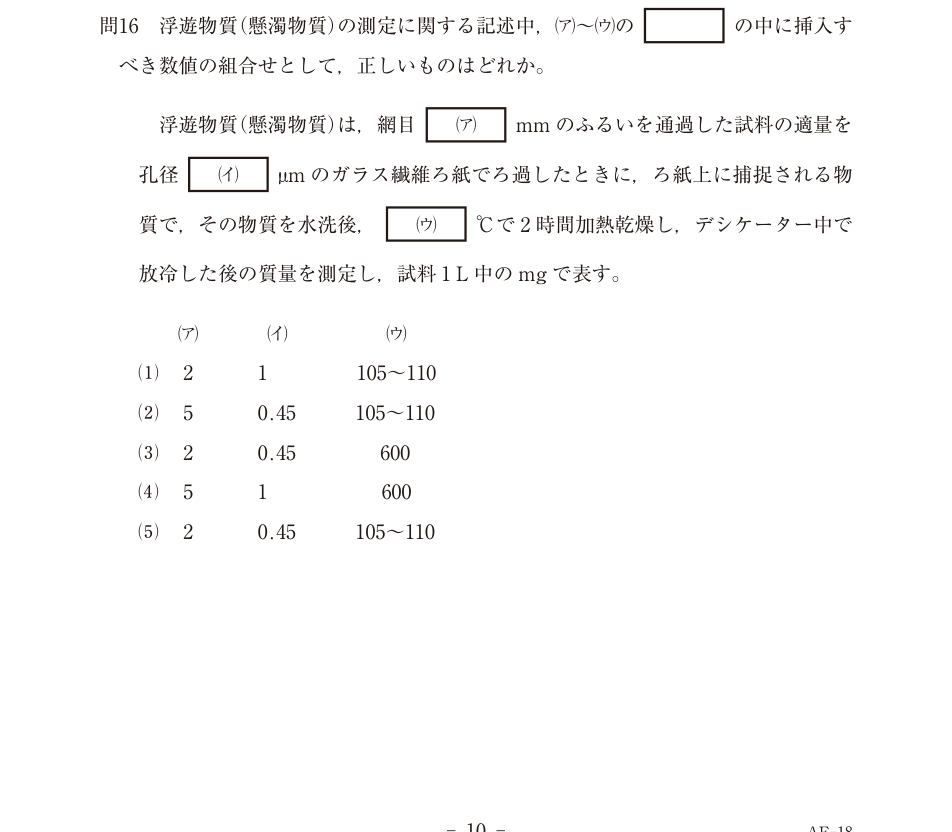 問16　浮遊物質(懸濁物質)の測定に関する記述中，㋐〜㋒の　　　の中に挿入す
べき数値の組合せとして，正しいものはどれか。
浮遊物質(懸濁物質)は，網目 (ア) mm のふるいを通過した試料の適量を
孔径 (イ) μm のガラス繊維ろ紙でろ過したときに，ろ紙上に捕捉される物
質で，その物質を水洗後， (ウ) ℃で2時間加熱乾燥し，デシケーター中で
放冷した後の質量を測定し，試料1L中の mg で表す。
(ア)　(イ)　(ウ)
(1)　2　1　105〜110
(2)　5　0.45　105〜110
(3)　2　0.45　600
(4)　5　1　600
(5)　2　0.45　105〜110
− 10 −
AE−18